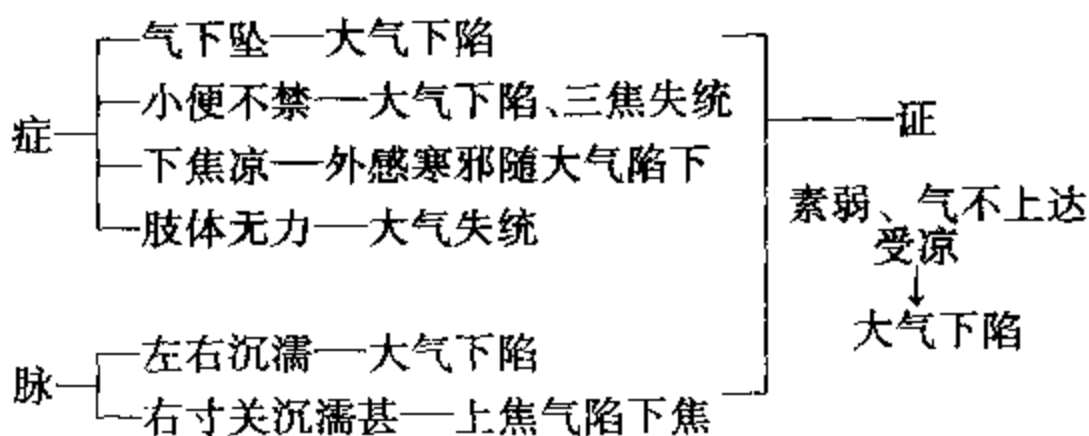 症
气下坠—大气下陷
小便不禁—大气下陷、三焦失统
下焦凉—外感寒邪随大气陷下
肢体无力—大气失统
脉
左右沉濡—大气下陷
右寸关沉濡甚—上焦气陷下焦
证
素弱、气不上达
受凉
↓
大气下陷